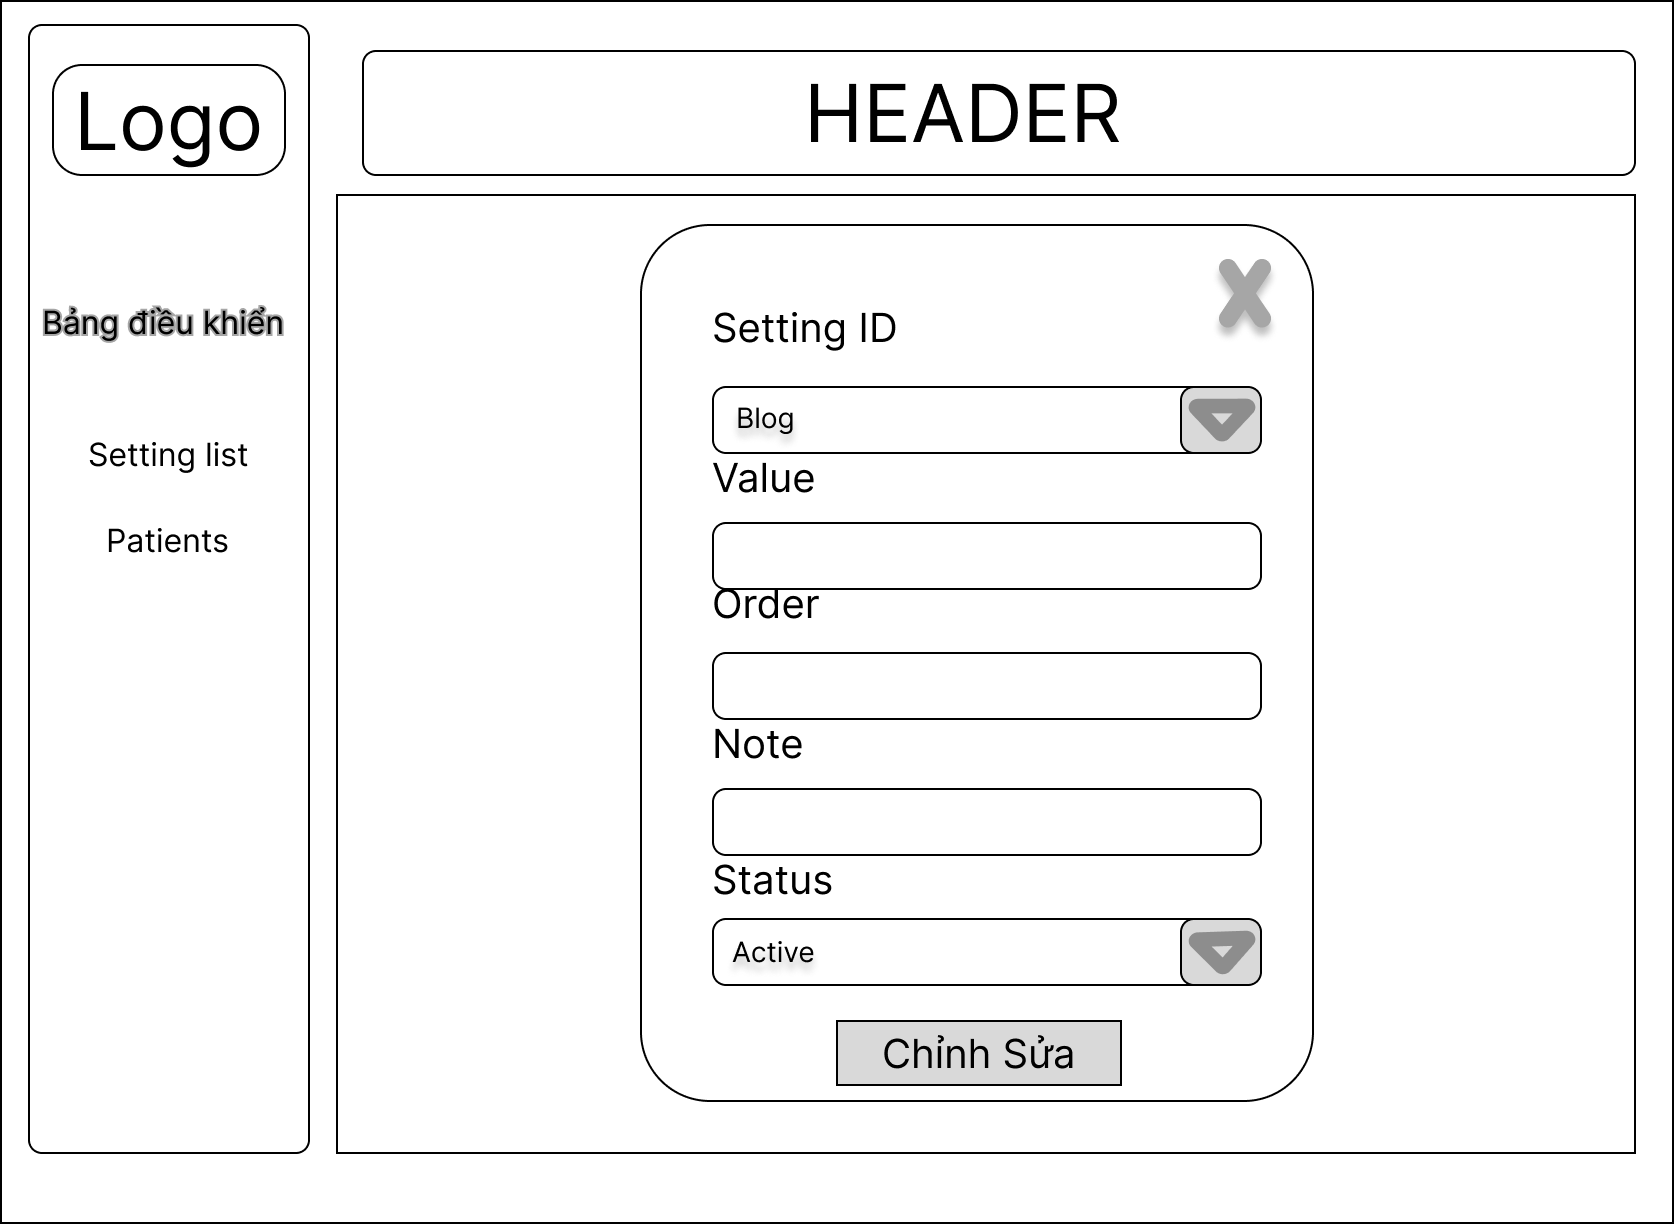 Logo
HEADER
Bảng điều khiển
Setting list
Patients
Setting ID
Blog
Value
Order
Note
Status
Active
Chỉnh Sửa